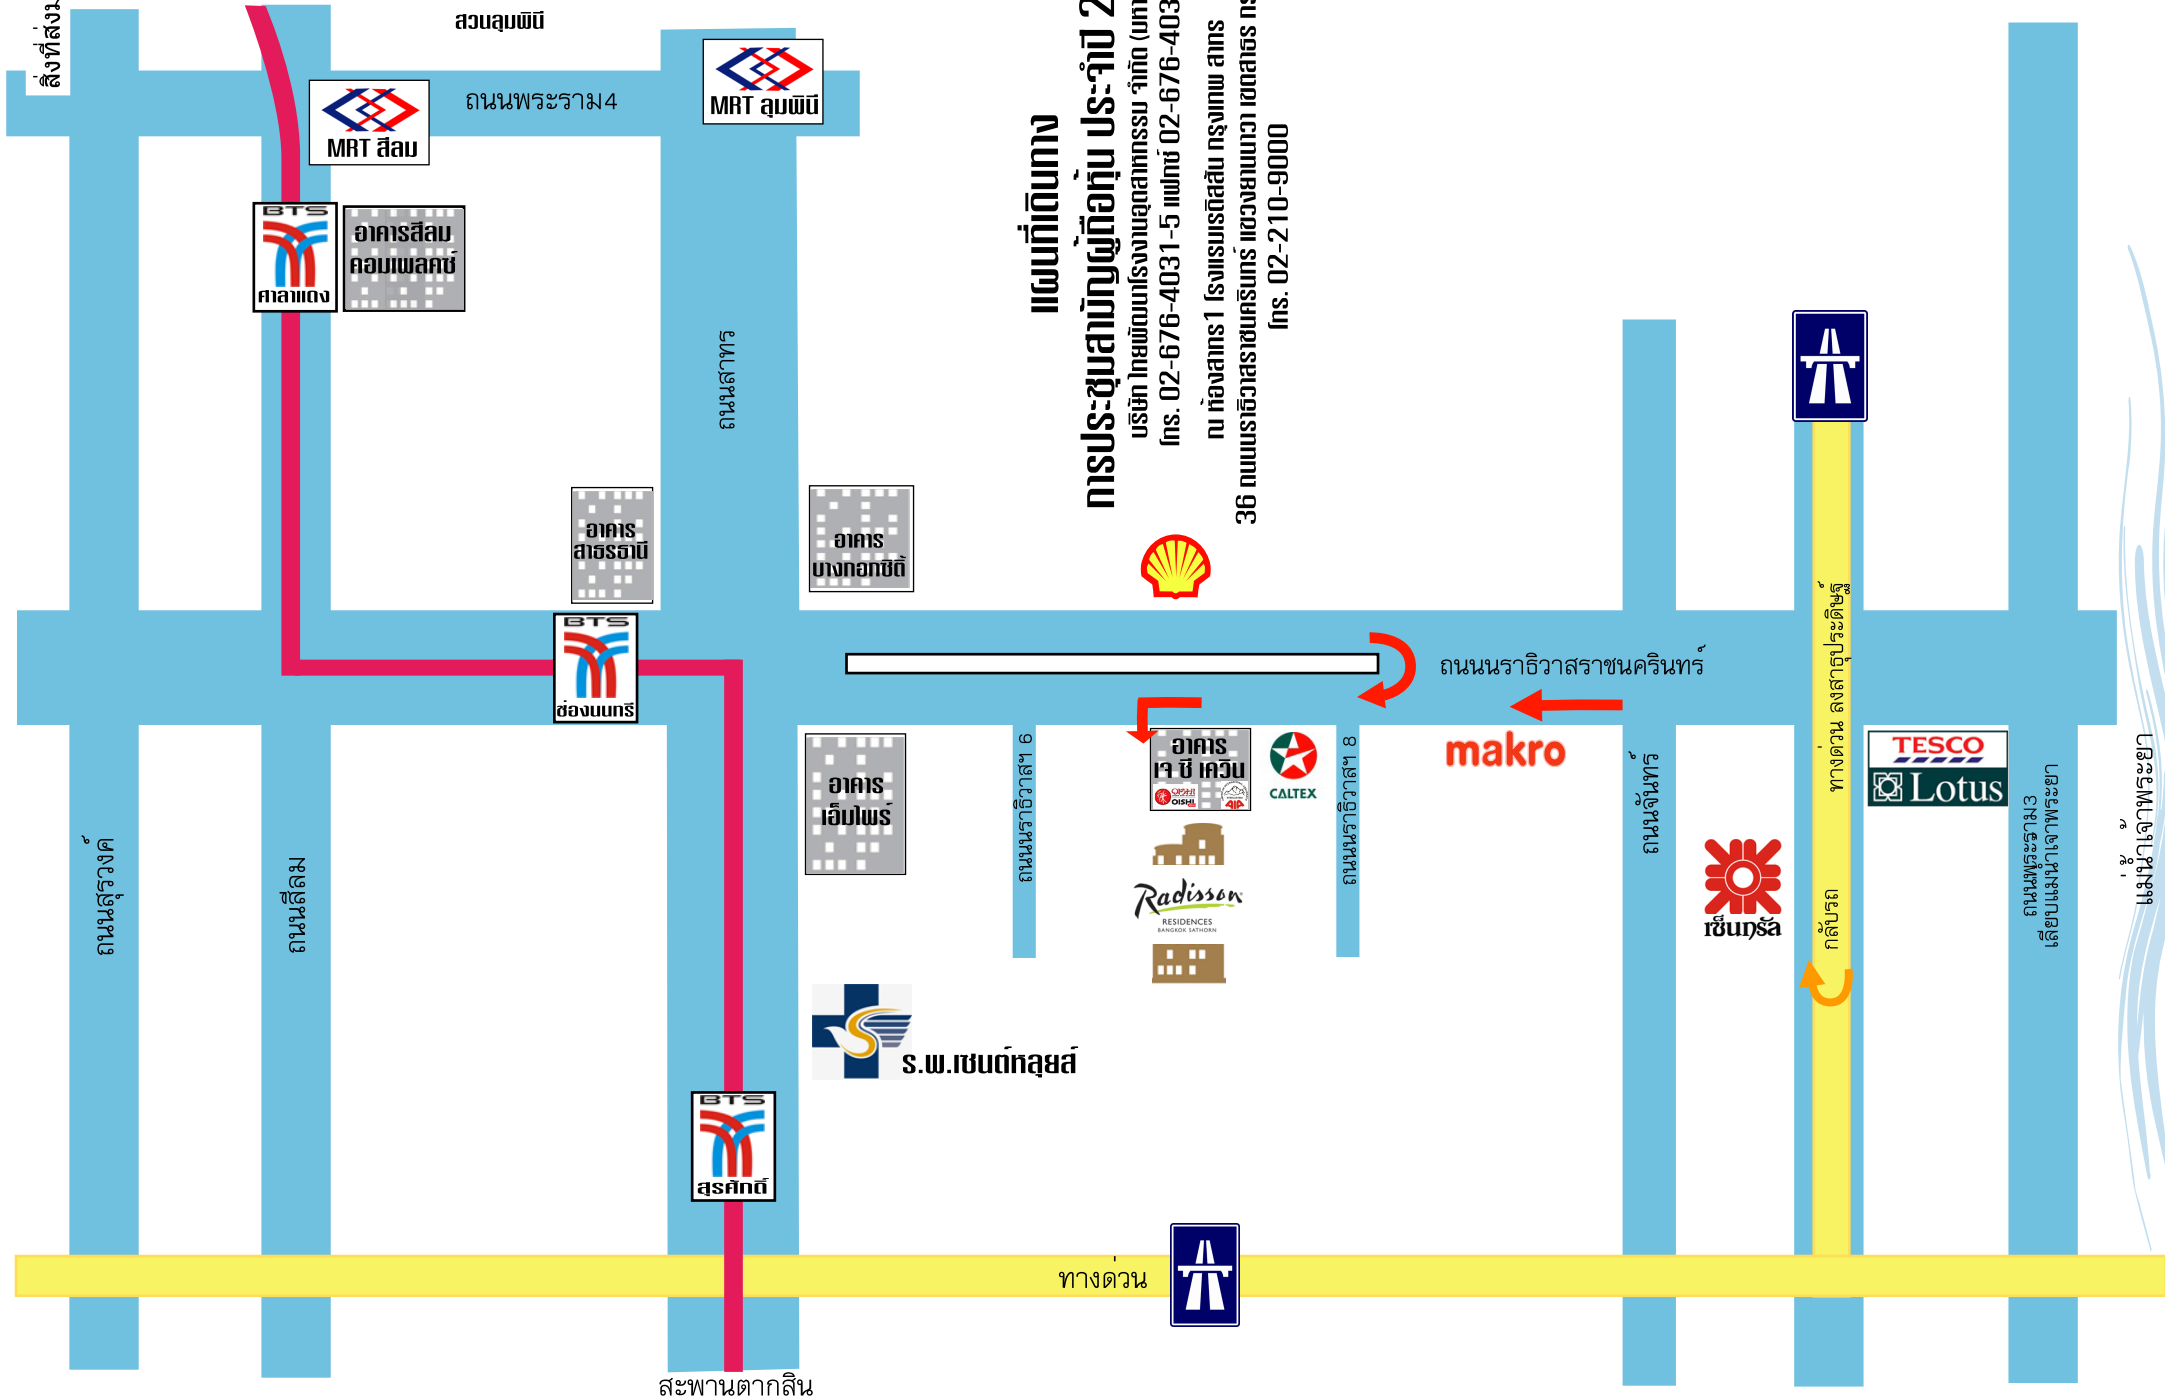 สวนลุมพินี
ถนนพระราม4
MRT ลุมพินี
MRT สีลม
BTS
ศาลาแดง
อาคารสีลม
คอมเพลคซ์
ถนนสาทร
แผนที่เดินทาง
การประชุมสามัญผู้ถือหุ้น ประจำปี
บริษัท ไทยพัฒนาโรงงานอุตสาหกรรม จำกัด
โทร. 02-676-4031-5 แฟกซ์ 02-676-403
ณ ห้องสาทร1 โรงแรมเรดิสสัน กรุงเทพ สาทร
36 ถนนนราธิวาสราชนครินทร์ แขวงยานนาวา เขตสาธร
โทร. 02-210-9000
อาคาร
สาธรธานี
อาคาร
บางกอกซิตี้
BTS
ช่องนนทรี
ถนนนราธิวาสราชนครินทร์
ทางด่วน ลงสาธุประดิษฐ์
อาคาร
เอ็มไพร์
ถนนนราธิวาสฯ 6
อาคาร
เจ ซี เควิน
OISHI
OISHI
AIA
CALTEX
ถนนนราธิวาสฯ 8
makro
ถนนจันทร์
TESCO
Lotus
เซ็นทรัล
กลับรถ
ถนนพระราม3
เลียบแม่น้ำเจ้าพระยา
แม่น้ำเจ้าพระยา
Radisson
RESIDENCES
BANGKOK SATHORN
ถนนสุรวงค์
ถนนสีลม
ร.พ.เซนต์หลุยส์
BTS
สุรศักดิ์
ทางด่วน
สะพานตากสิน